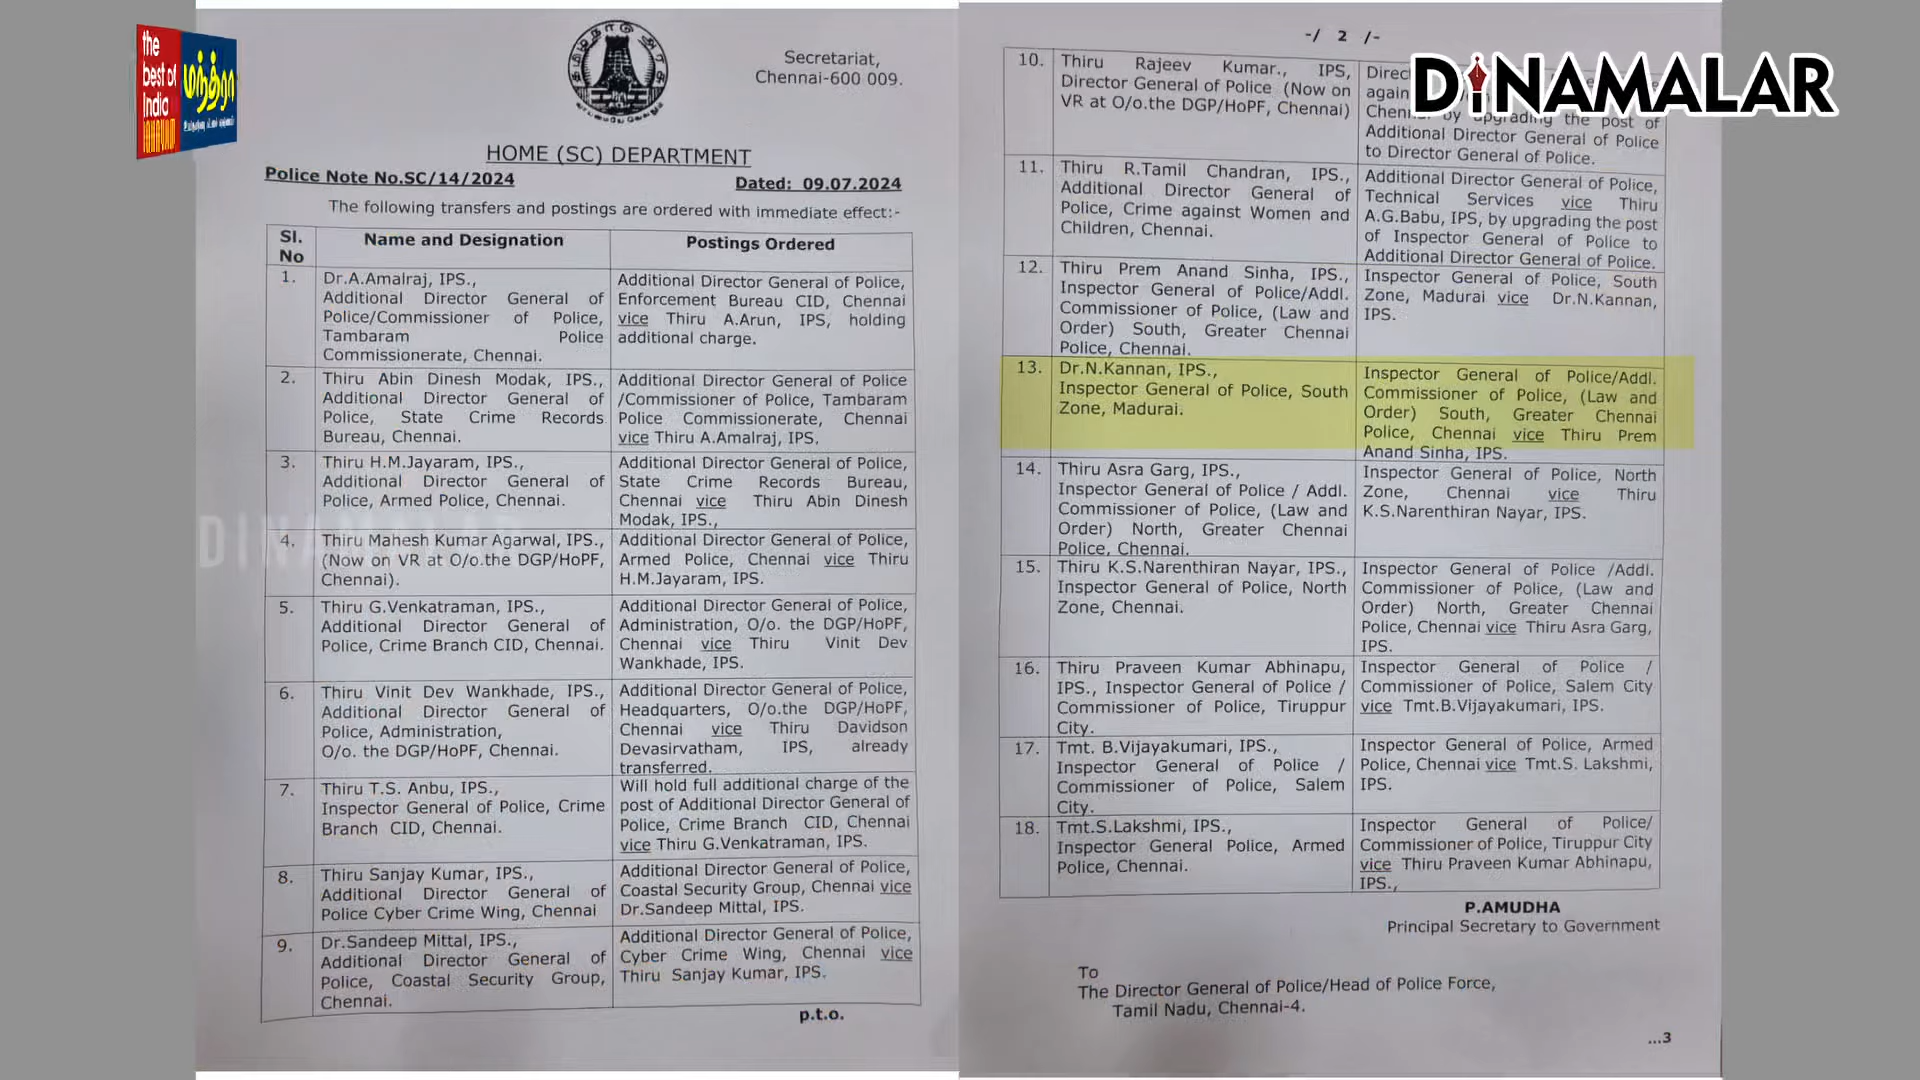 the
best of
India
மந்த்ரா
DINAMALAR
Secretariat,
Chennai-600 009.
HOME (SC) DEPARTMENT
Police Note No.SC/14/2024
Dated: 09.07.2024
The following transfers and postings are ordered with immediate effect:-
Sl. No
Name and Designation
Postings Ordered
1.
Dr.A.Amalraj, IPS.,
Additional Director General of
Police/Commissioner of Police,
Tambaram Police
Commissionerate, Chennai.
Additional Director General of Police,
Enforcement Bureau CID, Chennai
vice Thiru A.Arun, IPS, holding
additional charge.
2.
Thiru Abin Dinesh Modak, IPS.,
Additional Director General of
Police, State Crime Records
Bureau, Chennai.
Additional Director General of Police
/Commissioner of Police, Tambaram
Police Commissionerate, Chennai
vice Thiru A.Amalraj, IPS.
3.
Thiru H.M.Jayaram, IPS.,
Additional Director General of
Police, Armed Police, Chennai.
Additional Director General of Police,
State Crime Records Bureau,
Chennai vice Thiru Abin Dinesh
Modak, IPS.,
4.
Thiru Mahesh Kumar Agarwal, IPS.,
(Now on VR at O/o.the DGP/HoPF,
Chennai).
Additional Director General of Police,
Armed Police, Chennai vice Thiru
H.M.Jayaram, IPS.
5.
Thiru G.Venkatraman, IPS.,
Additional Director General of
Police, Crime Branch CID, Chennai.
Additional Director General of Police,
Administration, O/o. the DGP/HoPF,
Chennai vice Thiru Vinit Dev
Wankhade, IPS.
6.
Thiru Vinit Dev Wankhade, IPS.,
Additional Director General of
Police, Administration,
O/o. the DGP/HoPF, Chennai.
Additional Director General of Police,
Headquarters, O/o.the DGP/HoPF,
Chennai vice Thiru Davidson
Devasirvatham, IPS, already
transferred.
7.
Thiru T.S. Anbu, IPS.,
Inspector General of Police, Crime
Branch CID, Chennai.
Will hold full additional charge of the
post of Additional Director General of
Police, Crime Branch CID, Chennai
vice Thiru G.Venkatraman, IPS.
8.
Thiru Sanjay Kumar, IPS.,
Additional Director General of
Police Cyber Crime Wing, Chennai
Additional Director General of Police,
Coastal Security Group, Chennai vice
Dr.Sandeep Mittal, IPS.
9.
Dr.Sandeep Mittal, IPS.,
Additional Director General of
Police, Coastal Security Group,
Chennai.
Additional Director General of Police,
Cyber Crime Wing, Chennai vice
Thiru Sanjay Kumar, IPS.
p.t.o.
DINAMALAR
-/ 2 /-
10.
Thiru Rajeev Kumar., IPS,
Director General of Police (Now on
VR at O/o.the DGP/HoPF, Chennai)
by upgrading the post of
Additional Director General of Police
to Director General of Police.
11.
Thiru R.Tamil Chandran, IPS.,
Additional Director General of
Police, Crime against Women and
Children, Chennai.
Additional Director General of Police,
Technical Services vice Thiru
A.G.Babu, IPS, by upgrading the post
of Inspector General of Police to
Additional Director General of Police.
12.
Thiru Prem Anand Sinha, IPS.,
Inspector General of Police/Addl.
Commissioner of Police, (Law and
Order) South, Greater Chennai
Police, Chennai.
Inspector General of Police, South
Zone, Madurai vice Dr.N.Kannan,
IPS.
13.
Dr.N.Kannan, IPS.,
Inspector General of Police, South
Zone, Madurai.
Inspector General of Police/Addl.
Commissioner of Police, (Law and
Order) South, Greater Chennai
Police, Chennai vice Thiru Prem
Anand Sinha, IPS.
14.
Thiru Asra Garg, IPS.,
Inspector General of Police / Addl.
Commissioner of Police, (Law and
Order) North, Greater Chennai
Police, Chennai.
Inspector General of Police, North
Zone, Chennai vice Thiru
K.S.Narenthiran Nayar, IPS.
15.
Thiru K.S.Narenthiran Nayar, IPS.,
Inspector General of Police, North
Zone, Chennai.
Inspector General of Police /Addl.
Commissioner of Police, (Law and
Order) North, Greater Chennai
Police, Chennai vice Thiru Asra Garg,
IPS.
16.
Thiru Praveen Kumar Abhinapu,
IPS., Inspector General of Police /
Commissioner of Police, Tiruppur
City.
Inspector General of Police /
Commissioner of Police, Salem City
vice Tmt.B.Vijayakumari, IPS.
17.
Tmt. B.Vijayakumari, IPS.,
Inspector General of Police /
Commissioner of Police, Salem
City.
Inspector General of Police, Armed
Police, Chennai vice Tmt.S. Lakshmi,
IPS.
18.
Tmt.S.Lakshmi, IPS.,
Inspector General Police, Armed
Police, Chennai.
Inspector General of Police/
Commissioner of Police, Tiruppur City
vice Thiru Praveen Kumar Abhinapu,
IPS.,
P.AMUDHA
Principal Secretary to Government
To
The Director General of Police/Head of Police Force,
Tamil Nadu, Chennai-4.
...3